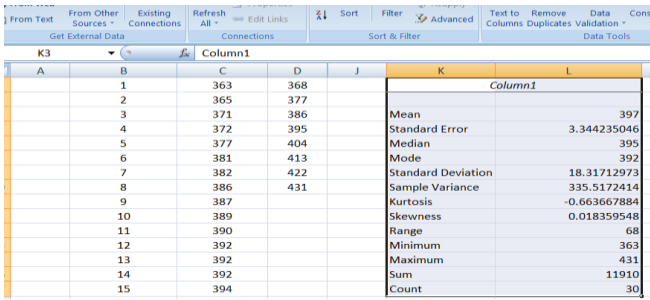 From Text
From Other Sources
Existing Connections
Refresh All
Properties
Edit Links
Sort
Filter
Advanced
Text to Columns
Remove Duplicates
Data Validation
Cons
Get External Data
Connections
Sort & Filter
Data Tools
K3 fx Column1
A B C D J K L
1 363 368 Column1
2 365 377
3 371 386 Mean 397
4 372 395 Standard Error 3.344235046
5 377 404 Median 395
6 381 413 Mode 392
7 382 422 Standard Deviation 18.31712973
8 386 431 Sample Variance 335.5172414
9 387 Kurtosis -0.663667884
10 389 Skewness 0.018359548
11 390 Range 68
12 392 Minimum 363
13 392 Maximum 431
14 392 Sum 11910
15 394 Count 30